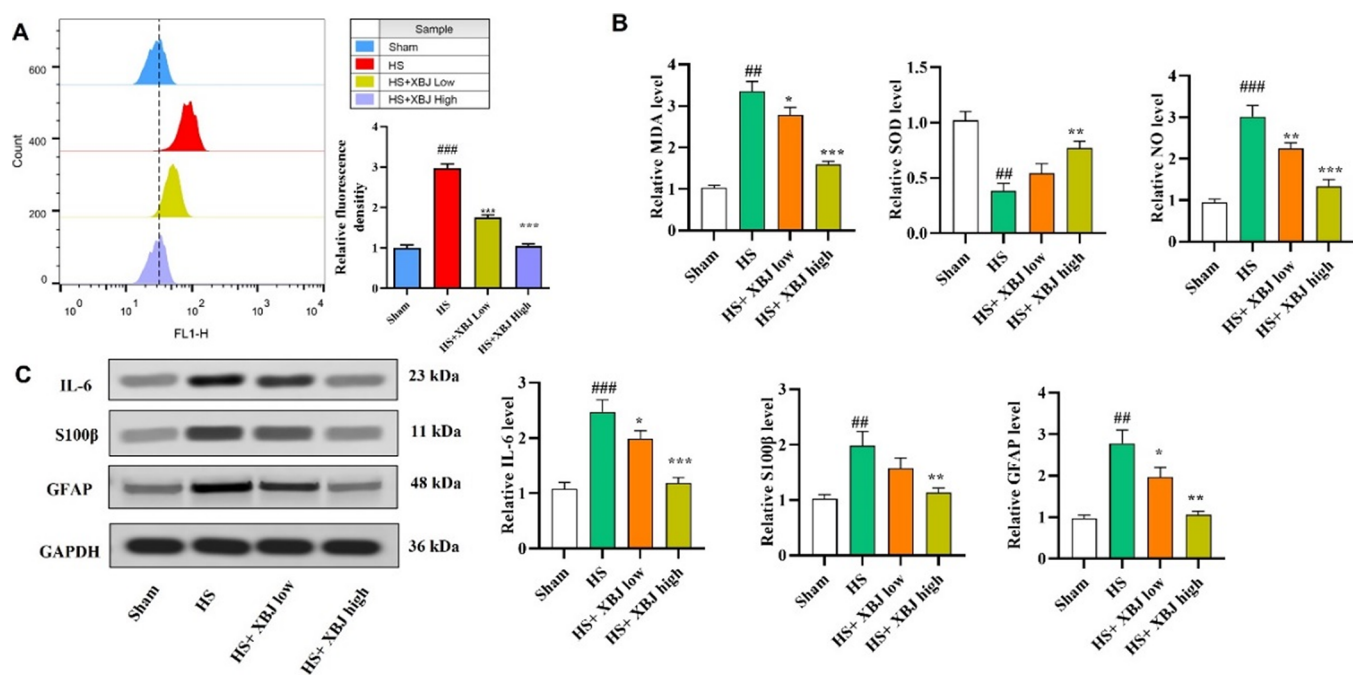 A
Sample
Sham
HS
HS+XBJ Low
HS+XBJ High
Count
600
400
200
0
10^0
10^1
10^2
10^3
10^4
FL1-H
Relative fluorescence
density
4
3
2
1
0
###
***
***
Sham
HS
HS+XBJ Low
HS+XBJ High
B
Relative MDA level
4
3
2
1
0
##
*
***
Sham
HS
HS+ XBJ low
HS+ XBJ high
Relative SOD level
1.5
1.0
0.5
0.0
##
**
Sham
HS
HS+ XBJ low
HS+ XBJ high
Relative NO level
4
3
2
1
0
###
**
***
Sham
HS
HS+ XBJ low
HS+ XBJ high
C
IL-6
23 kDa
S100β
11 kDa
GFAP
48 kDa
GAPDH
36 kDa
Sham
HS
HS+ XBJ low
HS+ XBJ high
Relative IL-6 level
3
2
1
0
###
*
***
Sham
HS
HS+ XBJ low
HS+ XBJ high
Relative S100β level
3
2
1
0
##
**
Sham
HS
HS+ XBJ low
HS+ XBJ high
Relative GFAP level
4
3
2
1
0
##
*
**
Sham
HS
HS+ XBJ low
HS+ XBJ high